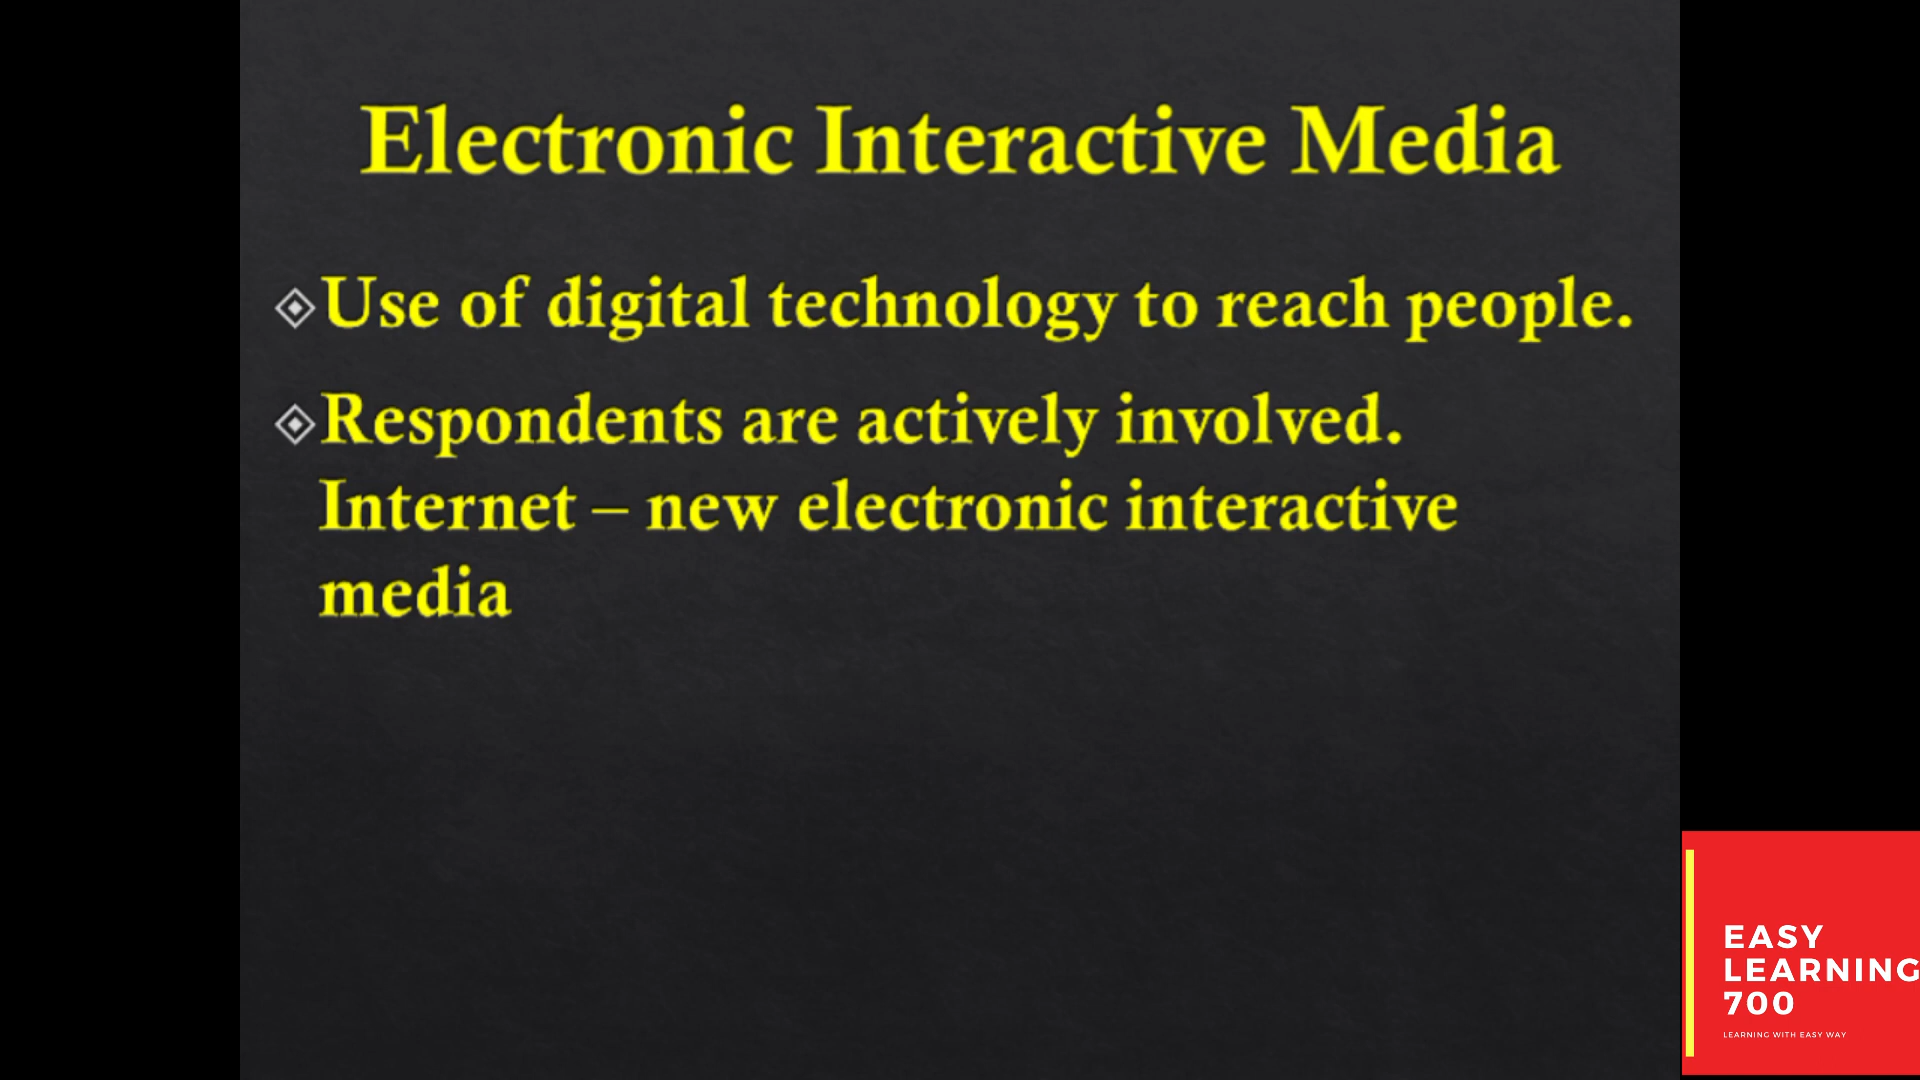 Electronic Interactive Media
Use of digital technology to reach people.
Respondents are actively involved.
Internet – new electronic interactive
media
EASY
LEARNING
700
LEARNING WITH EASY WAY